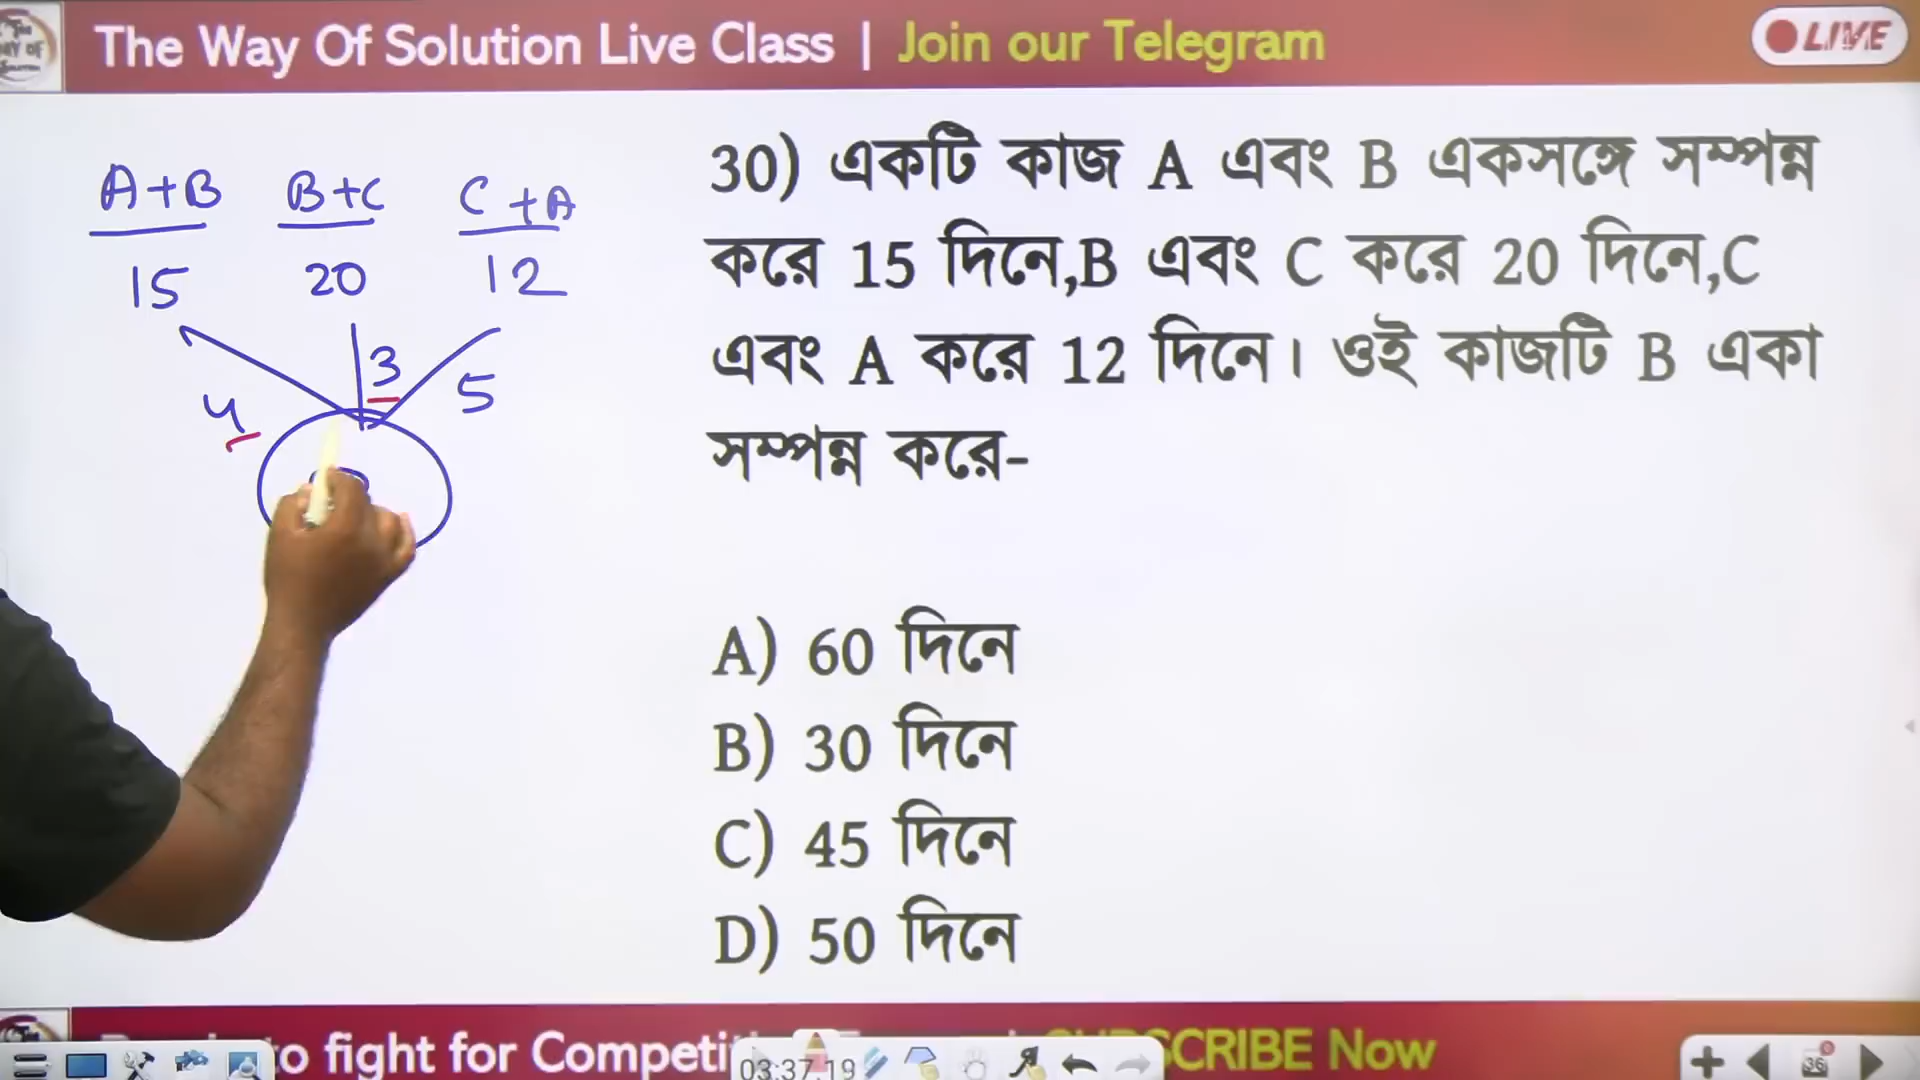 The Way Of Solution Live Class | Join our Telegram
LIVE
A+B B+C C+A
15 20 12
4 3 5
30) একটি কাজ A এবং B একসঙ্গে সম্পন্ন
করে 15 দিনে,B এবং C করে 20 দিনে,C
এবং A করে 12 দিনে। ওই কাজটি B একা
সম্পন্ন করে-
A) 60 দিনে
B) 30 দিনে
C) 45 দিনে
D) 50 দিনে
to fight for
Now
03:37:19
36